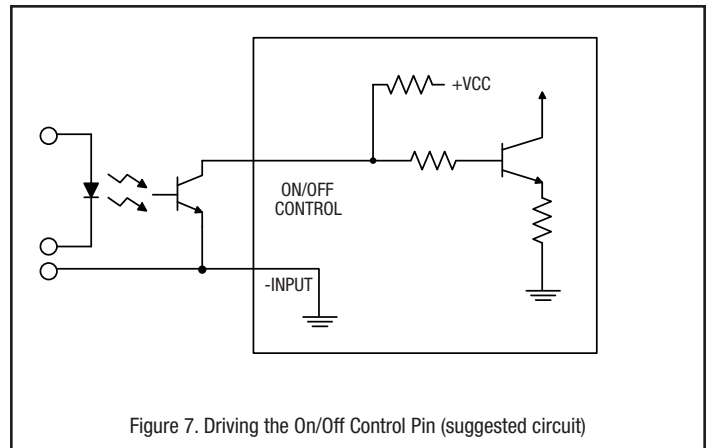 +VCC
ON/OFF
CONTROL
-INPUT
Figure 7. Driving the On/Off Control Pin (suggested circuit)